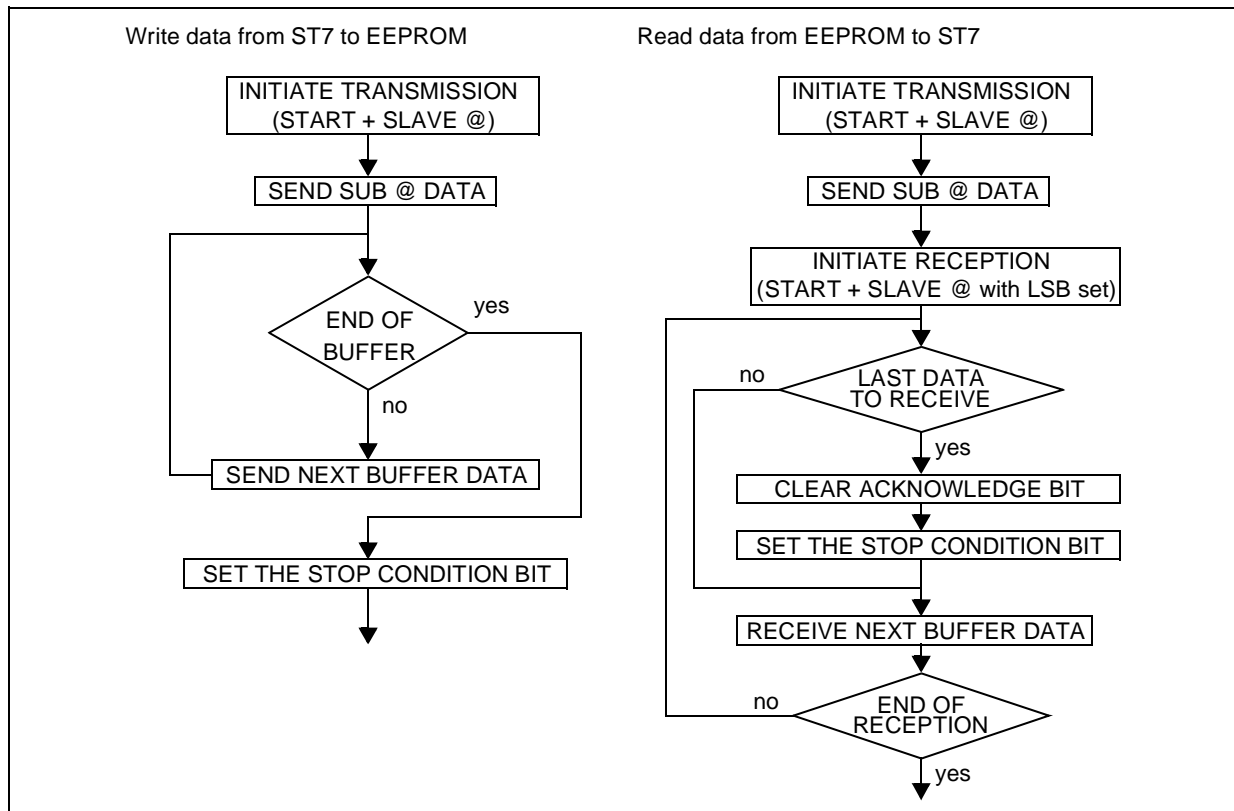 Write data from ST7 to EEPROM
INITIATE TRANSMISSION
(START + SLAVE @)
SEND SUB @ DATA
END OF
BUFFER
yes
no
SEND NEXT BUFFER DATA
SET THE STOP CONDITION BIT
Read data from EEPROM to ST7
INITIATE TRANSMISSION
(START + SLAVE @)
SEND SUB @ DATA
INITIATE RECEPTION
(START + SLAVE @ with LSB set)
no
LAST DATA
TO RECEIVE
yes
CLEAR ACKNOWLEDGE BIT
SET THE STOP CONDITION BIT
RECEIVE NEXT BUFFER DATA
no
END OF
RECEPTION
yes